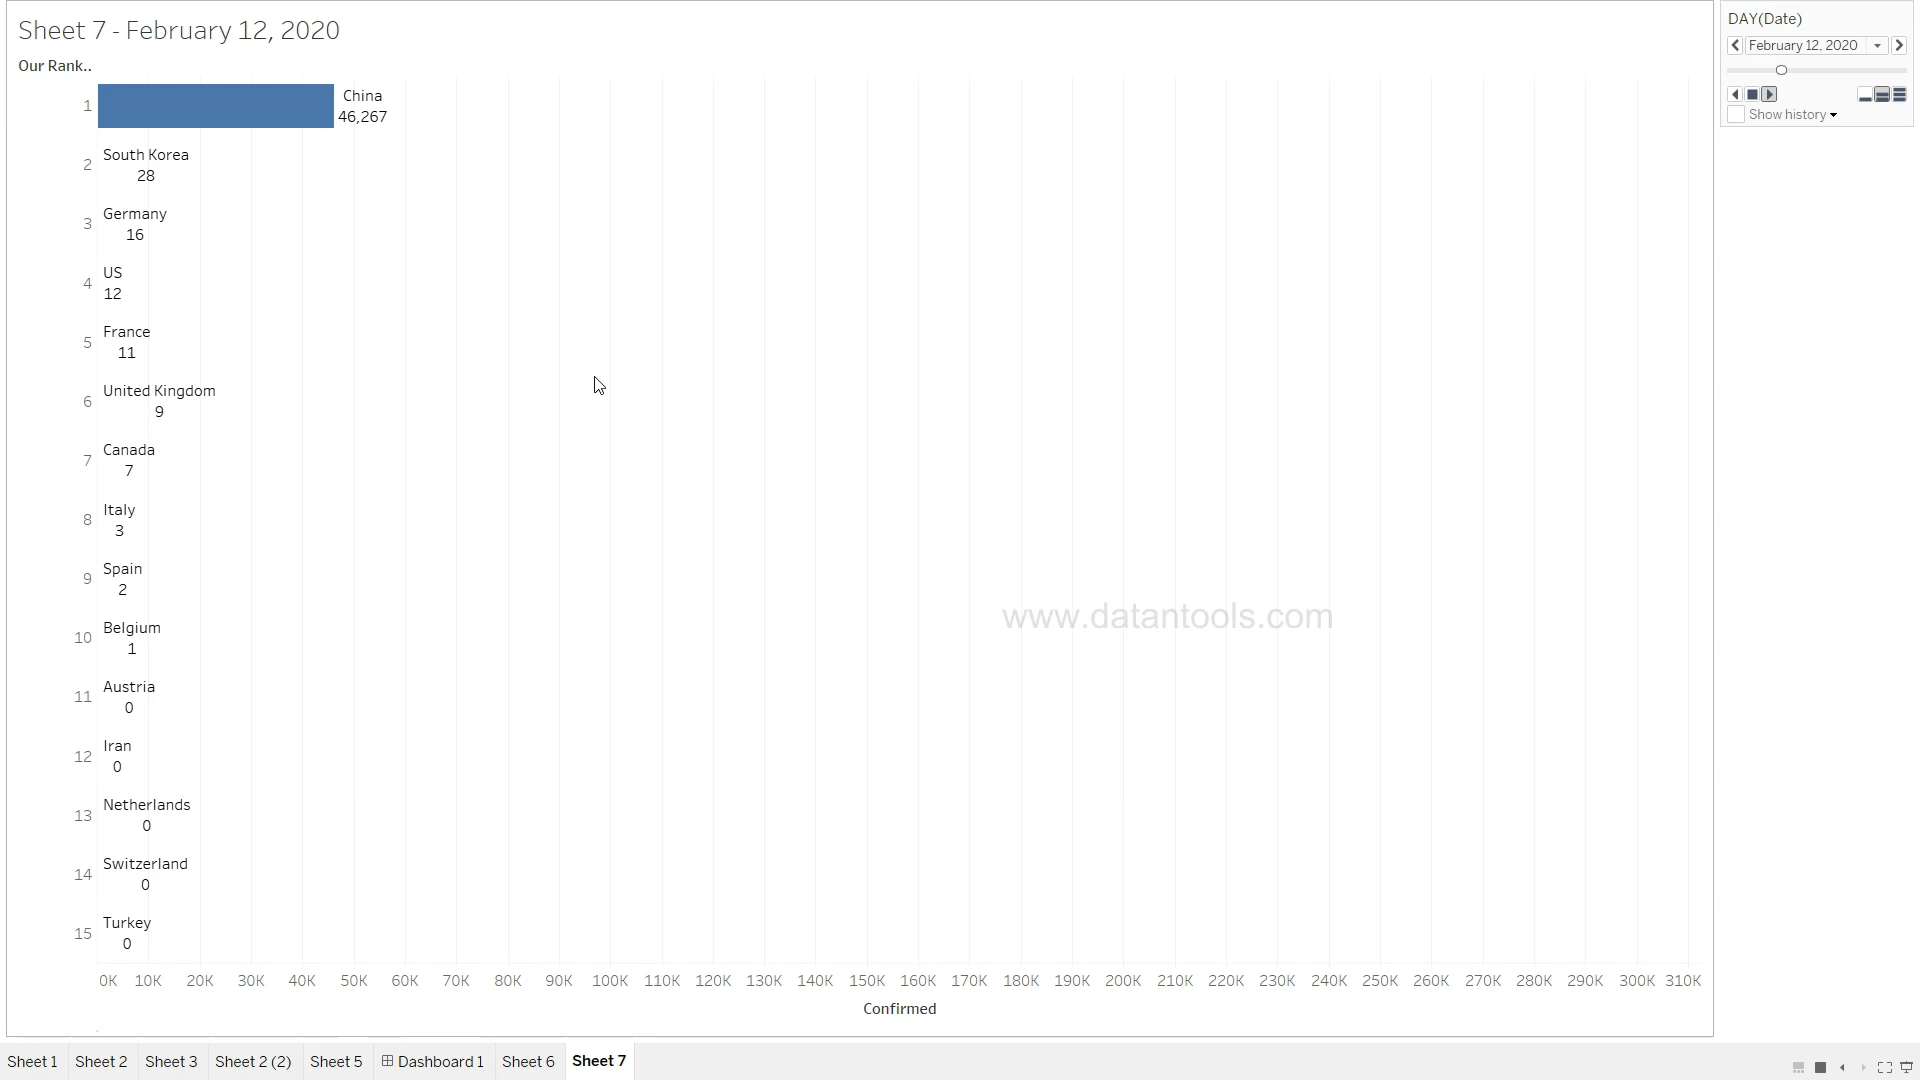 Sheet 7 - February 12, 2020
Our Rank..
1
China
46,267
2
South Korea
28
3
Germany
16
4
US
12
5
France
11
6
United Kingdom
9
7
Canada
7
8
Italy
3
9
Spain
2
10
Belgium
1
11
Austria
0
12
Iran
0
13
Netherlands
0
14
Switzerland
0
15
Turkey
0
0K 10K 20K 30K 40K 50K 60K 70K 80K 90K 100K 110K 120K 130K 140K 150K 160K 170K 180K 190K 200K 210K 220K 230K 240K 250K 260K 270K 280K 290K 300K 310K
Confirmed
www.datantools.com
DAY(Date)
February 12, 2020
Show history
Sheet 1 Sheet 2 Sheet 3 Sheet 2 (2) Sheet 5 Dashboard 1 Sheet 6 Sheet 7